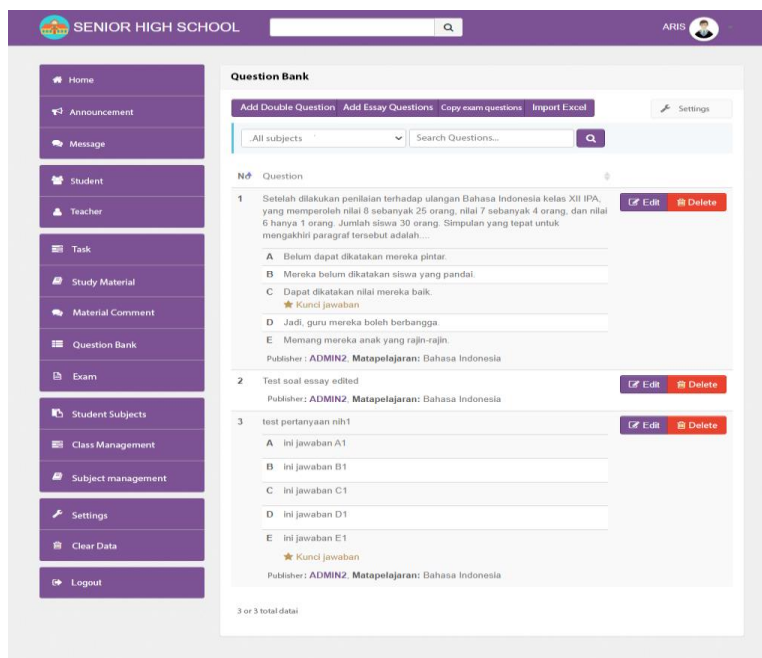 SENIOR HIGH SCHOOL
ARIS
Home
Announcement
Message
Student
Teacher
Task
Study Material
Material Comment
Question Bank
Exam
Student Subjects
Class Management
Subject management
Settings
Clear Data
Logout
Question Bank
Add Double Question Add Essay Questions Copy exam questions Import Excel
Settings
.All subjects
Search Questions...
No Question
1 Setelah dilakukan penilaian terhadap ulangan Bahasa Indonesia kelas XII IPA,
yang memperoleh nilai 8 sebanyak 25 orang, nilai 7 sebanyak 4 orang, dan nilai
6 hanya 1 orang. Jumlah siswa 30 orang. Simpulan yang tepat untuk
mengakhiri paragraf tersebut adalah....
Edit Delete
A Belum dapat dikatakan mereka pintar.
B Mereka belum dikatakan siswa yang pandai.
C Dapat dikatakan nilai mereka baik.
Kunci jawaban
D Jadi, guru mereka boleh berbangga.
E Memang mereka anak yang rajin-rajin.
Publisher : ADMIN2, Matapelajaran: Bahasa Indonesia
2 Test soal essay edited
Edit Delete
Publisher: ADMIN2, Matapelajaran: Bahasa Indonesia
3 test pertanyaan nih1
Edit Delete
A ini jawaban A1
B ini jawaban B1
C ini jawaban C1
D ini jawaban D1
E ini jawaban E1
Kunci jawaban
Publisher: ADMIN2, Matapelajaran: Bahasa Indonesia
3 or 3 total datai